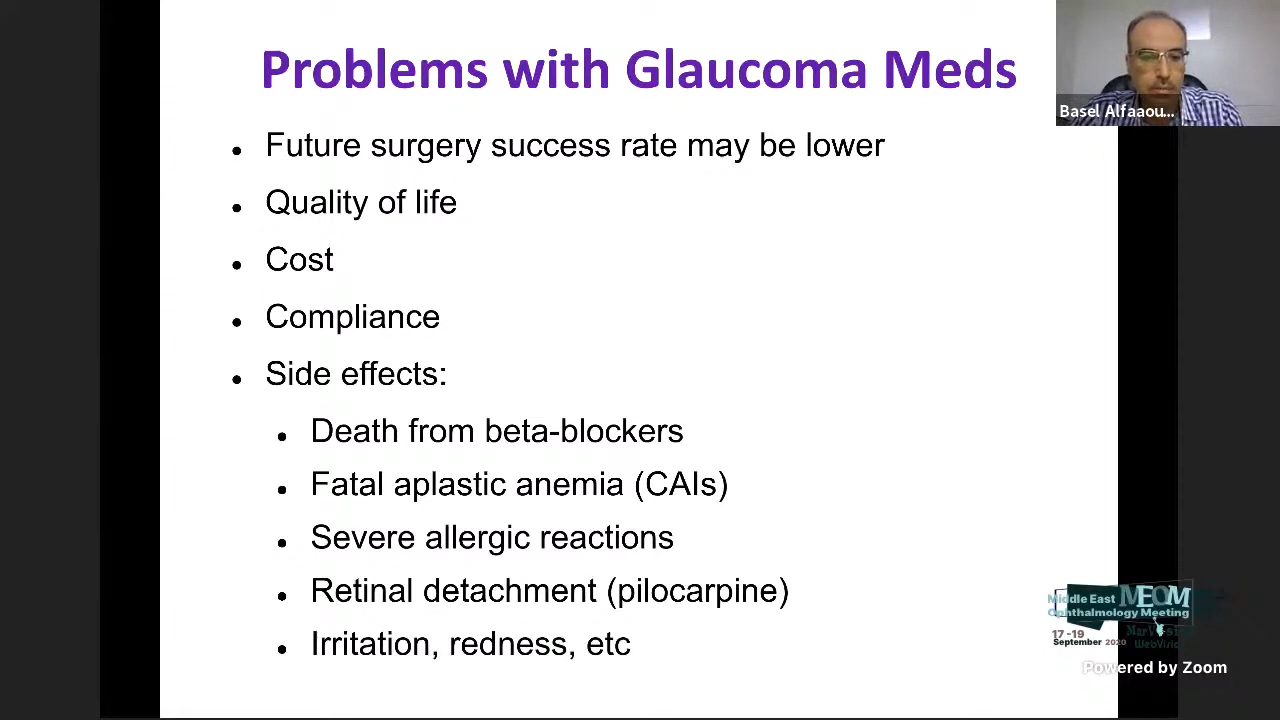 Problems with Glaucoma Meds
Basel Alfaaou...
• Future surgery success rate may be lower
• Quality of life
• Cost
• Compliance
• Side effects:
• Death from beta-blockers
• Fatal aplastic anemia (CAIs)
• Severe allergic reactions
• Retinal detachment (pilocarpine)
• Irritation, redness, etc
Middle East MEOM
Ophthalmology Meeting
17-19
September 2020
Powered by Zoom